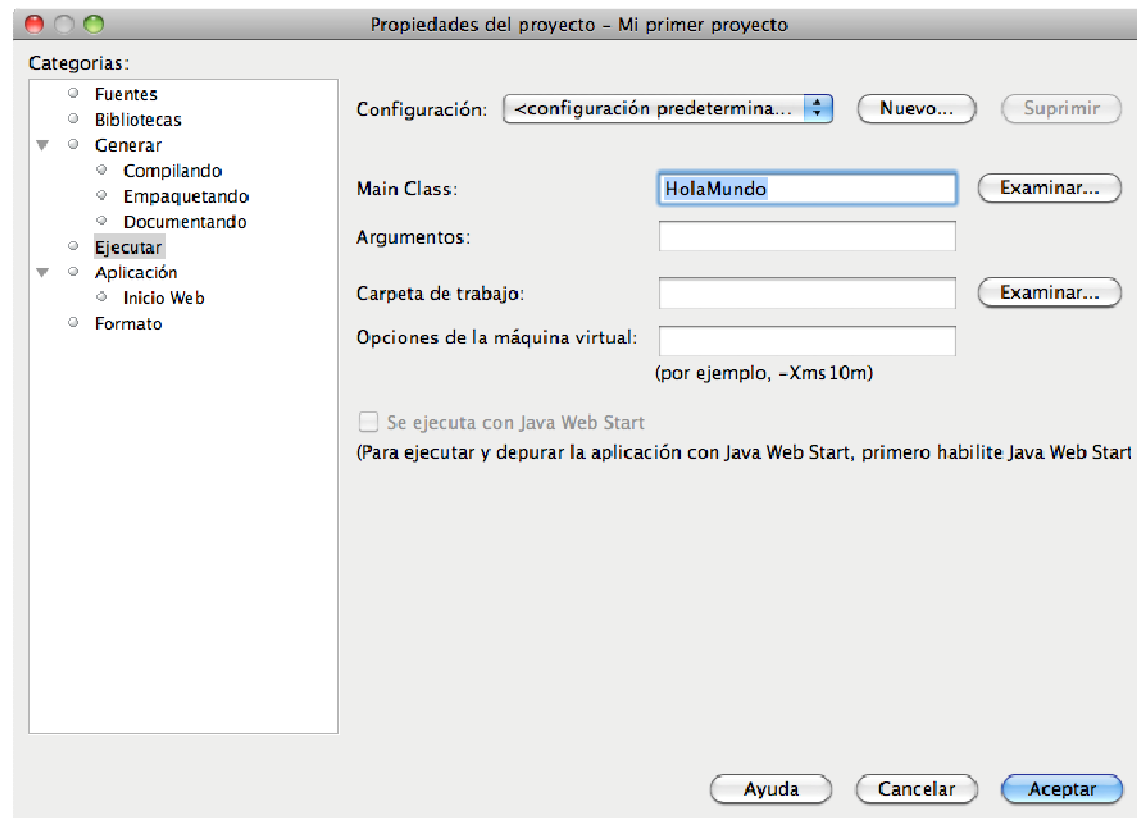 Propiedades del proyecto - Mi primer proyecto
Categorias:
Fuentes
Bibliotecas
Generar
Compilando
Empaquetando
Documentando
Ejecutar
Aplicación
Inicio Web
Formato
Configuración: <configuración predetermina... Nuevo... Suprimir
Main Class: HolaMundo Examinar...
Argumentos:
Carpeta de trabajo: Examinar...
Opciones de la máquina virtual:
(por ejemplo, -Xms10m)
Se ejecuta con Java Web Start
(Para ejecutar y depurar la aplicación con Java Web Start, primero habilite Java Web Start
Ayuda Cancelar Aceptar